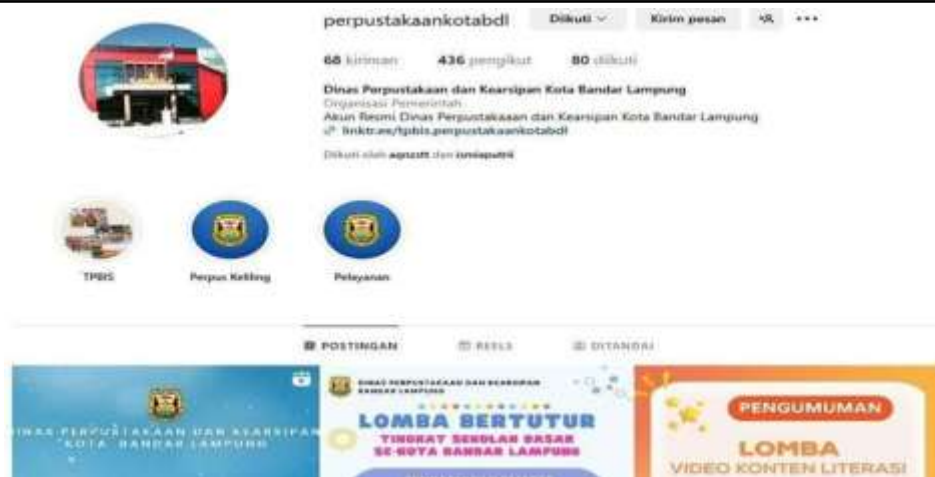 perpustakaankotabdl Diikuti Kirim pesan
68 kiriman 436 pengikut 80 diikuti
Dinas Perpustakaan dan Kearsipan Kota Bandar Lampung
Organisasi Pemerintah
Akun Resmi Dinas Perpustakaaan dan Kearsipan Kota Bandar Lampung
linktr.ee/tpbis.perpustakaankotabdl
Diikuti oleh dan
TPBIS Perpus Keliling Pelayanan
POSTINGAN REELS DITANDAI
DINAS PERPUSTAKAAN DAN KEARSIPAN
KOTA BANDAR LAMPUNG
DINAS PERPUSTAKAAN DAN KEARSIPAN
BANDAR LAMPUNG
LOMBA BERTUTUR
TINGKAT SEKOLAH DASAR
SE-KOTA BANDAR LAMPUNG
PENGUMUMAN
LOMBA
VIDEO KONTEN LITERASI